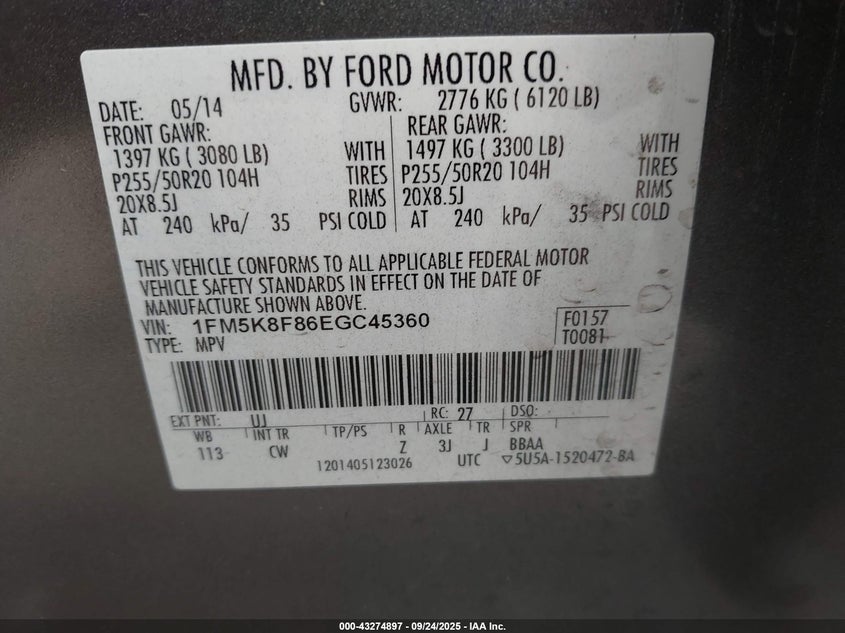 MFD. BY FORD MOTOR CO.
DATE: 05/14 GVWR: 2776 KG ( 6120 LB)
FRONT GAWR: REAR GAWR:
1397 KG ( 3080 LB) WITH 1497 KG ( 3300 LB) WITH
P255/50R20 104H TIRES P255/50R20 104H TIRES
20X8.5J RIMS 20X8.5J RIMS
AT 240 kPa/ 35 PSI COLD AT 240 kPa/ 35 PSI COLD
THIS VEHICLE CONFORMS TO ALL APPLICABLE FEDERAL MOTOR
VEHICLE SAFETY STANDARDS IN EFFECT ON THE DATE OF
MANUFACTURE SHOWN ABOVE.
VIN: 1FM5K8F86EGC45360 F0157
TYPE: MPV T0081
EXT PNT: UJ RC: 27 DSO:
WB INT TR TP/PS R AXLE TR SPR
113 CW Z 3J J BBAA
1201405123026 UTC ▽5U5A-1520472-BA
000-43274897 - 09/24/2025 - IAA Inc.